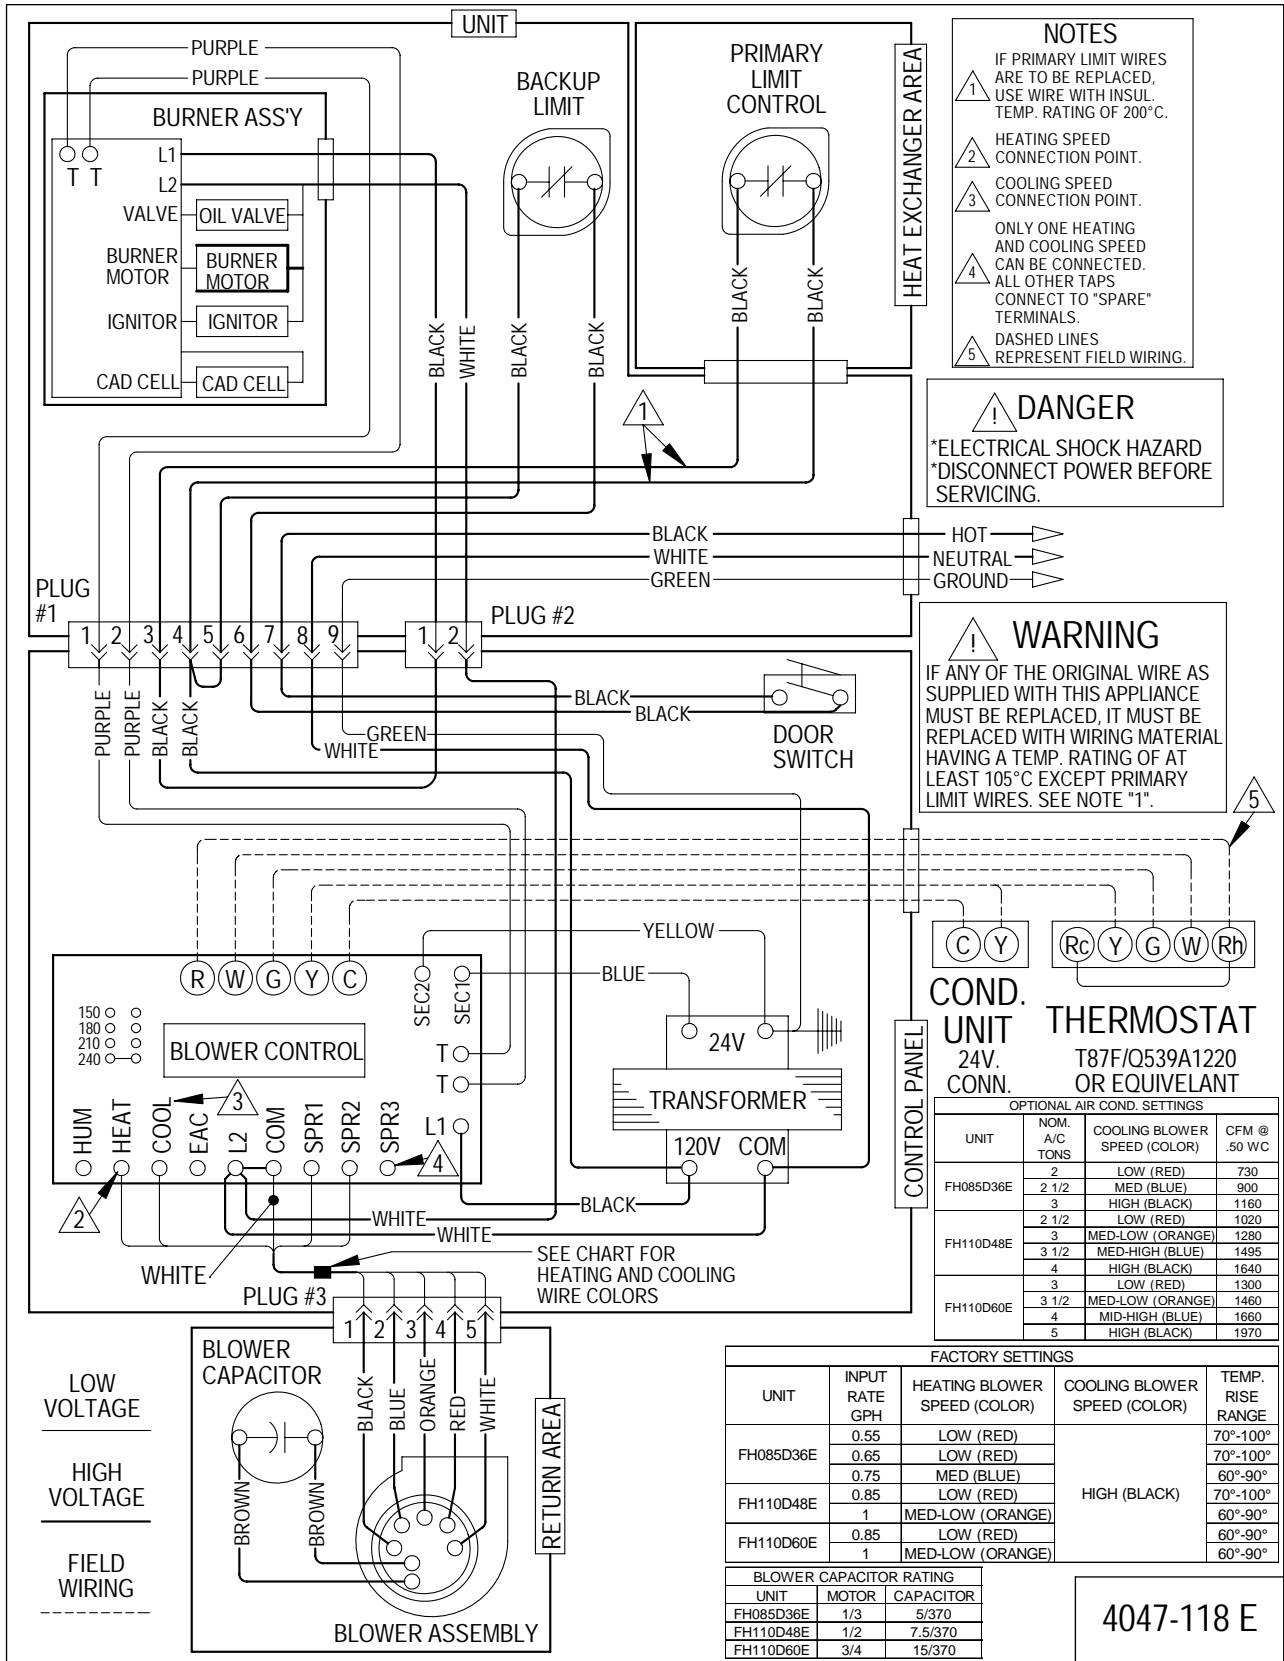 UNIT
PURPLE
PURPLE
BURNER ASS'Y
T T
L1
L2
VALVE
OIL VALVE
BURNER
MOTOR
BURNER
MOTOR
IGNITOR
IGNITOR
CAD CELL
CAD CELL
BACKUP
LIMIT
PRIMARY
LIMIT
CONTROL
HEAT EXCHANGER AREA
BLACK
WHITE
BLACK
BLACK
BLACK
BLACK
1
NOTES
1
IF PRIMARY LIMIT WIRES
ARE TO BE REPLACED,
USE WIRE WITH INSUL.
TEMP. RATING OF 200°C.
2
HEATING SPEED
CONNECTION POINT.
3
COOLING SPEED
CONNECTION POINT.
4
ONLY ONE HEATING
AND COOLING SPEED
CAN BE CONNECTED.
ALL OTHER TAPS
CONNECT TO "SPARE"
TERMINALS.
5
DASHED LINES
REPRESENT FIELD WIRING.
! DANGER
*ELECTRICAL SHOCK HAZARD
*DISCONNECT POWER BEFORE
SERVICING.
BLACK HOT
WHITE NEUTRAL
GREEN GROUND
PLUG
#1
1 2 3 4 5 6 7 8 9
PLUG #2
1 2
! WARNING
IF ANY OF THE ORIGINAL WIRE AS
SUPPLIED WITH THIS APPLIANCE
MUST BE REPLACED, IT MUST BE
REPLACED WITH WIRING MATERIAL
HAVING A TEMP. RATING OF AT
LEAST 105°C EXCEPT PRIMARY
LIMIT WIRES. SEE NOTE "1".
PURPLE
PURPLE
BLACK
BLACK
BLACK
BLACK
GREEN
WHITE
DOOR
SWITCH
5
YELLOW
BLUE
R W G Y C
SEC2
SEC1
150
180
210
240
BLOWER CONTROL
T
T
L1
3
HUM
HEAT
COOL
EAC
L2
COM
SPR1
SPR2
SPR3
4
2
24V
TRANSFORMER
120V COM
BLACK
WHITE
WHITE
WHITE
CONTROL PANEL
C Y
COND.
UNIT
24V.
CONN.
Rc Y G W Rh
THERMOSTAT
T87F/Q539A1220
OR EQUIVELANT
SEE CHART FOR
HEATING AND COOLING
WIRE COLORS
PLUG #3
1 2 3 4 5
OPTIONAL AIR COND. SETTINGS
UNIT NOM. A/C TONS COOLING BLOWER SPEED (COLOR) CFM @ .50 WC
FH085D36E 2 LOW (RED) 730
2 1/2 MED (BLUE) 900
3 HIGH (BLACK) 1160
FH110D48E 2 1/2 LOW (RED) 1020
3 MED-LOW (ORANGE) 1280
3 1/2 MED-HIGH (BLUE) 1495
4 HIGH (BLACK) 1640
FH110D60E 3 LOW (RED) 1300
3 1/2 MED-LOW (ORANGE) 1460
4 MID-HIGH (BLUE) 1660
5 HIGH (BLACK) 1970
BLOWER
CAPACITOR
BLACK
BLUE
ORANGE
RED
WHITE
BROWN
BROWN
BLOWER ASSEMBLY
RETURN AREA
LOW
VOLTAGE
HIGH
VOLTAGE
FIELD
WIRING
FACTORY SETTINGS
UNIT INPUT RATE GPH HEATING BLOWER SPEED (COLOR) COOLING BLOWER SPEED (COLOR) TEMP. RISE RANGE
FH085D36E 0.55 LOW (RED) HIGH (BLACK) 70°-100°
0.65 LOW (RED) 70°-100°
0.75 MED (BLUE) 60°-90°
FH110D48E 0.85 LOW (RED) 70°-100°
1 MED-LOW (ORANGE) 60°-90°
FH110D60E 0.85 LOW (RED) 60°-90°
1 MED-LOW (ORANGE) 60°-90°
BLOWER CAPACITOR RATING
UNIT MOTOR CAPACITOR
FH085D36E 1/3 5/370
FH110D48E 1/2 7.5/370
FH110D60E 3/4 15/370
4047-118 E